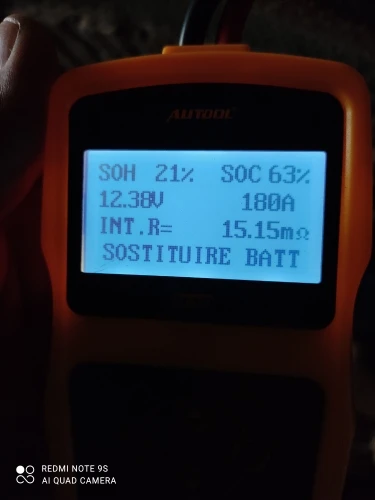 AUTOOL
SOH 21% SOC 63%
12.38V 180A
INT.R= 15.15mΩ
SOSTITUIRE BATT
REDMI NOTE 9S
AI QUAD CAMERA